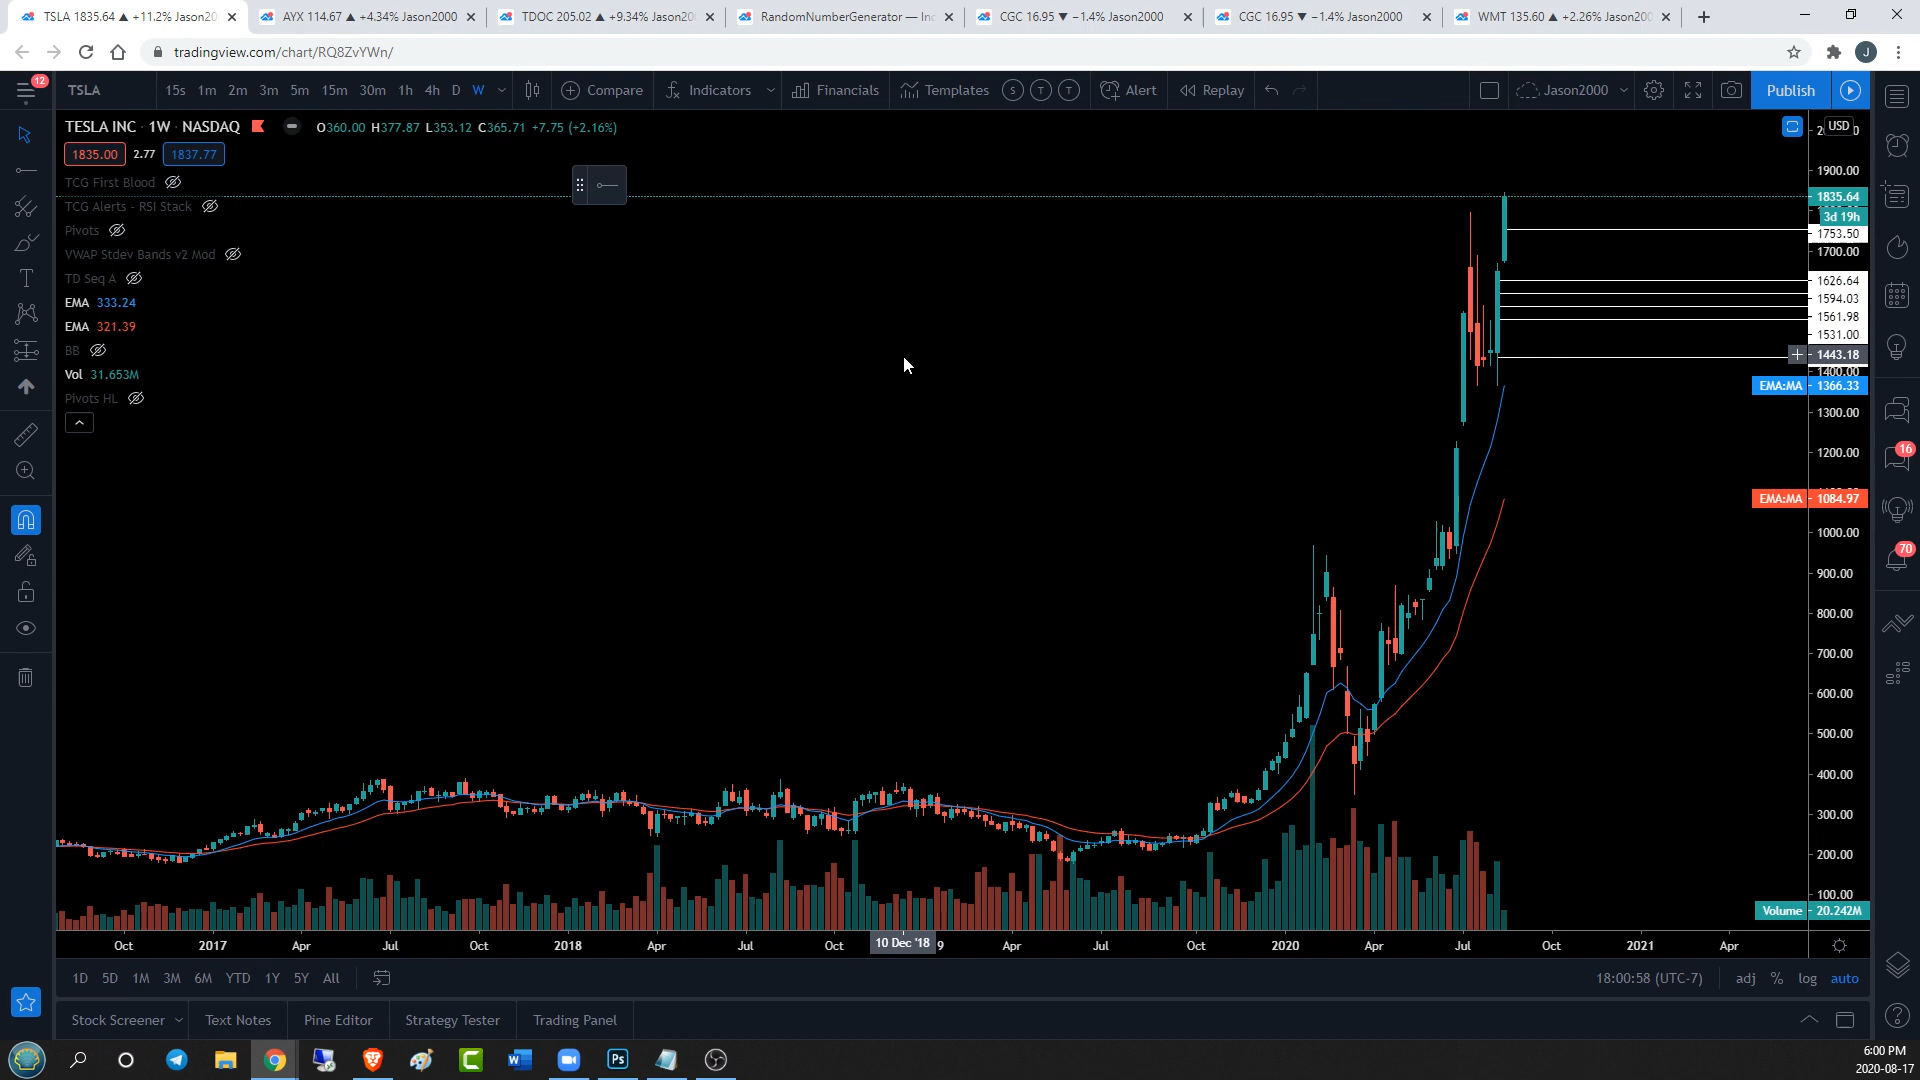 TSLA 1835.64 ▲ +11.2% Jason20
AYX 114.67 ▲ +4.34% Jason2000
TDOC 205.02 ▲ +9.34% Jason20
RandomNumberGenerator — In
CGC 16.95 ▼ −1.4% Jason2000
CGC 16.95 ▼ −1.4% Jason2000
WMT 135.60 ▲ +2.26% Jason200
tradingview.com/chart/RQ8ZvYWn/
J
12
TSLA
15s 1m 2m 3m 5m 15m 30m 1h 4h D W
Compare
Indicators
Financials
Templates
S T T
Alert
Replay
Jason2000
Publish
TESLA INC · 1W · NASDAQ
O360.00 H377.87 L353.12 C365.71 +7.75 (+2.16%)
1835.00 2.77 1837.77
TCG First Blood
TCG Alerts - RSI Stack
Pivots
VWAP Stdev Bands v2 Mod
TD Seq A
EMA 333.24
EMA 321.39
BB
Vol 31.653M
Pivots HL
USD
1900.00
1835.64
3d 19h
1753.50
1700.00
1626.64
1594.03
1561.98
1531.00
1443.18
1400.00
EMA:MA 1366.33
1300.00
1200.00
EMA:MA 1084.97
1000.00
900.00
800.00
700.00
600.00
500.00
400.00
300.00
200.00
100.00
Volume 20.242M
16
70
Oct 2017 Apr Jul Oct 2018 Apr Jul Oct 10 Dec '18 9 Apr Jul Oct 2020 Apr Jul Oct 2021 Apr
1D 5D 1M 3M 6M YTD 1Y 5Y All
18:00:58 (UTC-7)
adj % log auto
Stock Screener Text Notes Pine Editor Strategy Tester Trading Panel
Ps
6:00 PM
2020-08-17